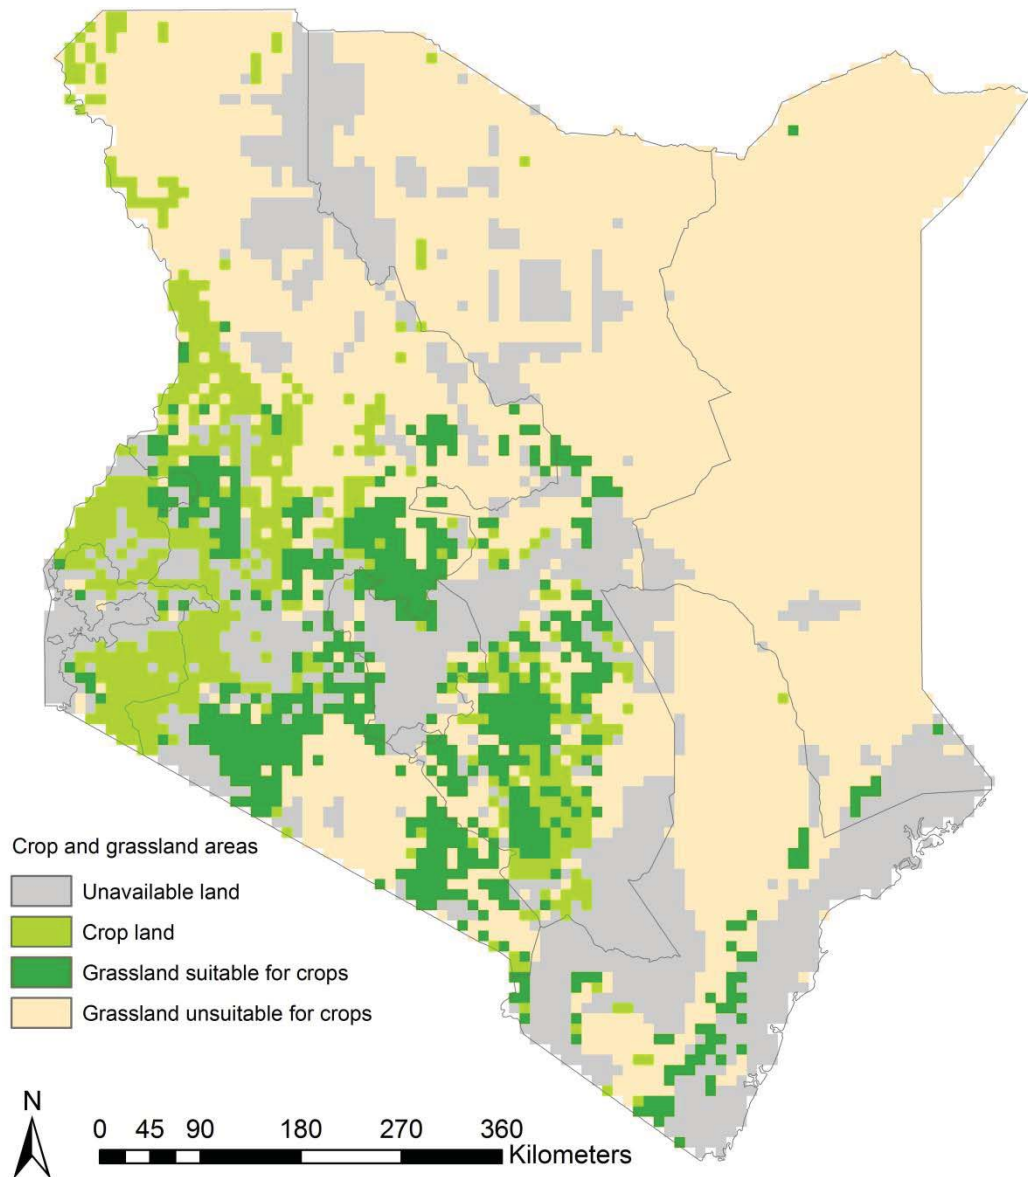 Crop and grassland areas
Unavailable land
Crop land
Grassland suitable for crops
Grassland unsuitable for crops
N
0 45 90 180 270 360
Kilometers